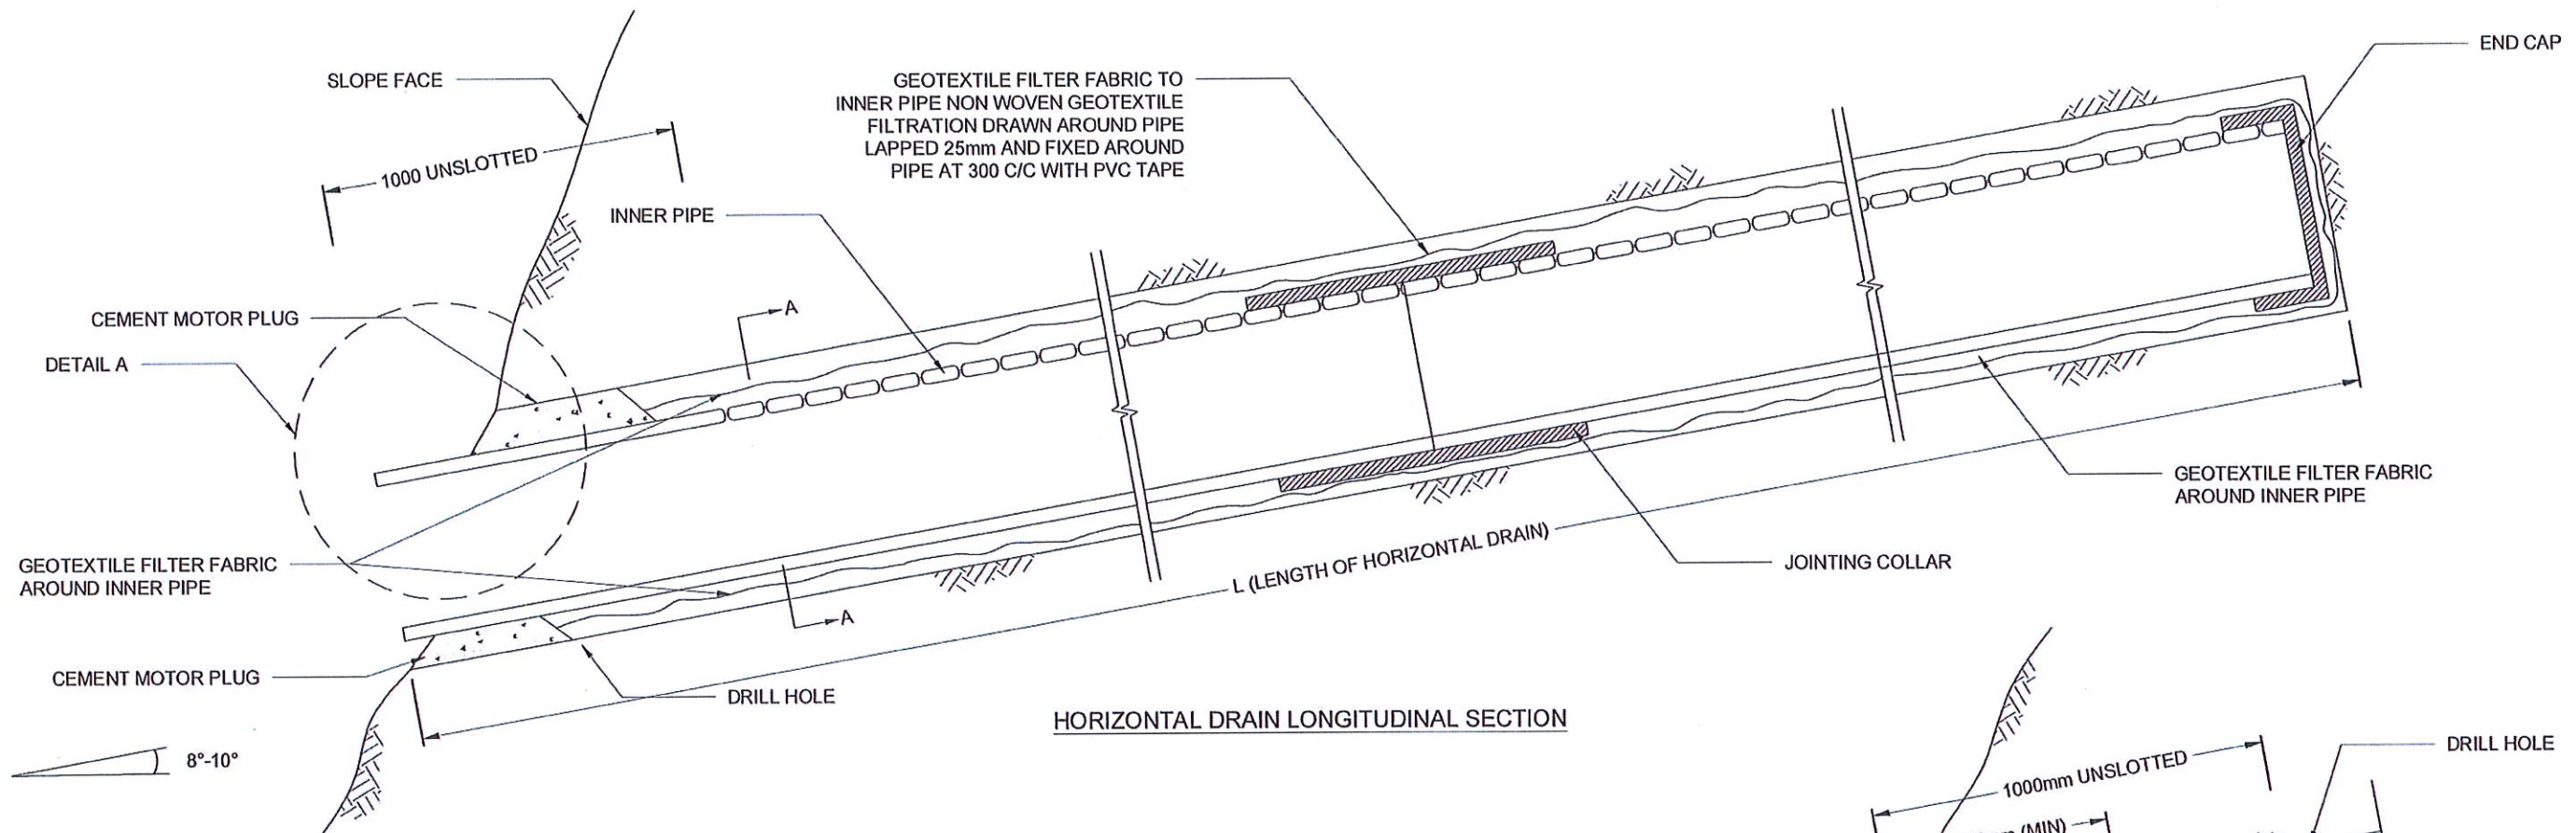 SLOPE FACE
1000 UNSLOTTED
GEOTEXTILE FILTER FABRIC TO
INNER PIPE NON WOVEN GEOTEXTILE
FILTRATION DRAWN AROUND PIPE
LAPPED 25mm AND FIXED AROUND
PIPE AT 300 C/C WITH PVC TAPE
END CAP
INNER PIPE
CEMENT MOTOR PLUG
DETAIL A
A
GEOTEXTILE FILTER FABRIC
AROUND INNER PIPE
GEOTEXTILE FILTER FABRIC
AROUND INNER PIPE
JOINTING COLLAR
L (LENGTH OF HORIZONTAL DRAIN)
A
CEMENT MOTOR PLUG
DRILL HOLE
HORIZONTAL DRAIN LONGITUDINAL SECTION
8°-10°
DRILL HOLE
1000mm UNSLOTTED
(MIN)